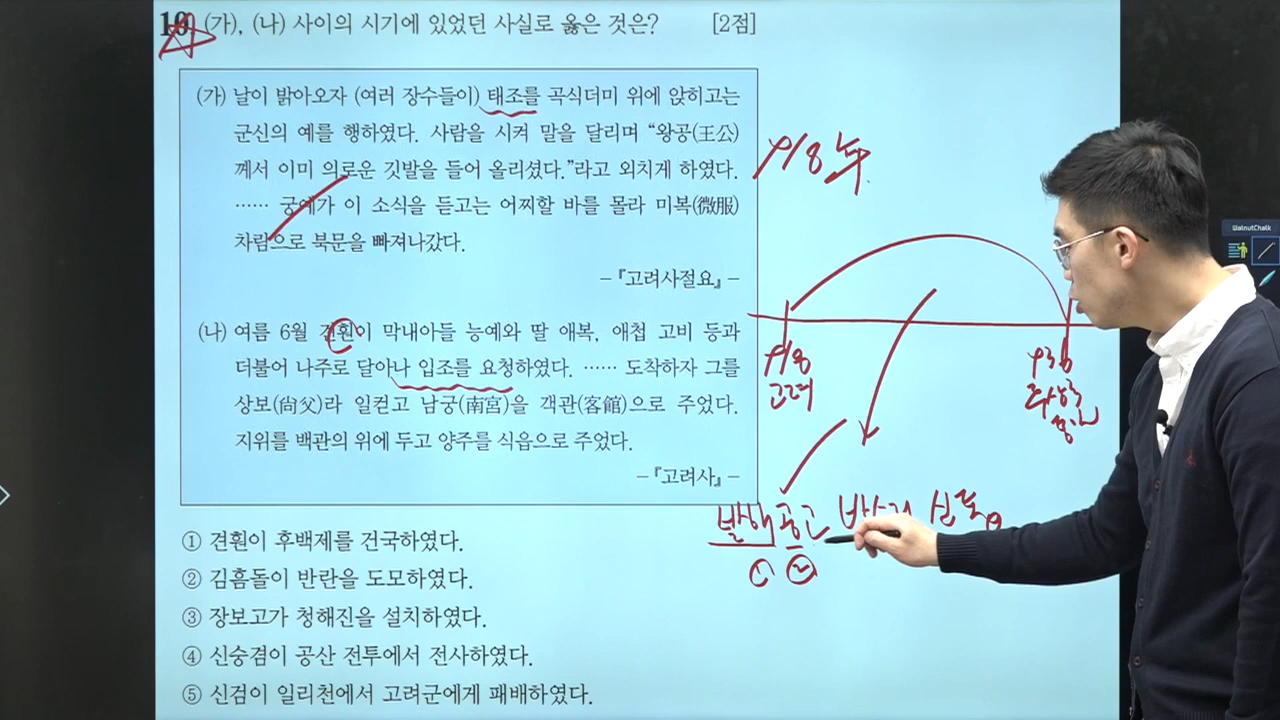 19 (가), (나) 사이의 시기에 있었던 사실로 옳은 것은? [2점]
(가) 날이 밝아오자 (여러 장수들이) 태조를 곡식더미 위에 앉히고는
군신의 예를 행하였다. 사람을 시켜 말을 달리며 “왕공(王公)
께서 이미 의로운 깃발을 들어 올리셨다.”라고 외치게 하였다.
…… 궁예가 이 소식을 듣고는 어찌할 바를 몰라 미복(微服)
차림으로 북문을 빠져나갔다.
－『고려사절요』－
(나) 여름 6월 견훤이 막내아들 능예와 딸 애복, 애첩 고비 등과
더불어 나주로 달아나 입조를 요청하였다. …… 도착하자 그를
상보(尙父)라 일컫고 남궁(南宮)을 객관(客館)으로 주었다.
지위를 백관의 위에 두고 양주를 식읍으로 주었다.
－『고려사』－
① 견훤이 후백제를 건국하였다.
② 김흠돌이 반란을 도모하였다.
③ 장보고가 청해진을 설치하였다.
④ 신숭겸이 공산 전투에서 전사하였다.
⑤ 신검이 일리천에서 고려군에게 패배하였다.
918年
918
고려
936
발해 공고
① ②
WalnutChalk